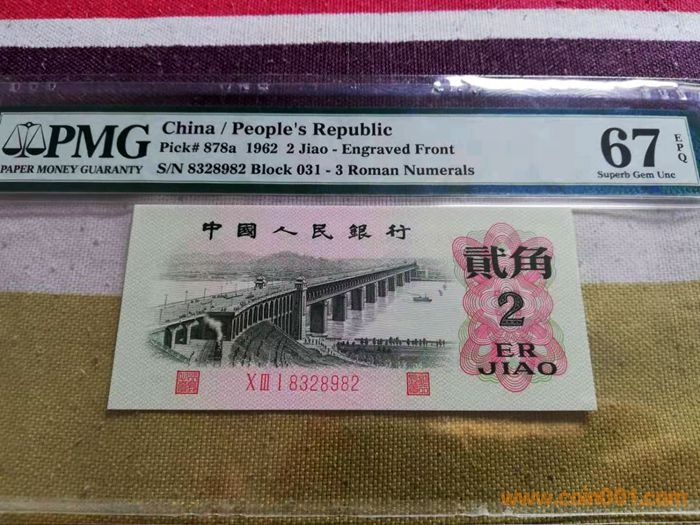 PMG
PAPER MONEY GUARANTY
China / People's Republic
Pick# 878a 1962 2 Jiao - Engraved Front
S/N 8328982 Block 031 - 3 Roman Numerals
67
EPQ
Superb Gem Unc
中國人民銀行
貳角
2
ER
JIAO
X III I 8328982
www.coin001.com